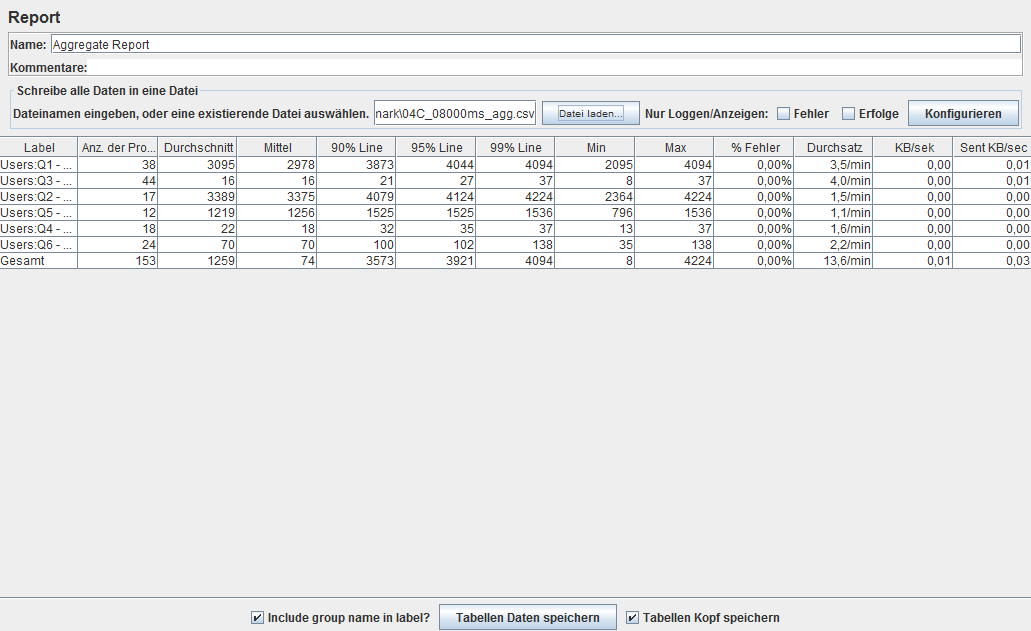 Report
Name: Aggregate Report
Kommentare:
Schreibe alle Daten in eine Datei
Dateinamen eingeben, oder eine existierende Datei auswählen. nark\04C_08000ms_agg.csv Datei laden... Nur Loggen/Anzeigen: Fehler Erfolge Konfigurieren
Label Anz. der Pro... Durchschnitt Mittel 90% Line 95% Line 99% Line Min Max % Fehler Durchsatz KB/sek Sent KB/sec
Users:Q1 - ... 38 3095 2978 3873 4044 4094 2095 4094 0,00% 3,5/min 0,00 0,01
Users:Q3 - ... 44 16 16 21 27 37 8 37 0,00% 4,0/min 0,00 0,01
Users:Q2 - ... 17 3389 3375 4079 4124 4224 2364 4224 0,00% 1,5/min 0,00 0,00
Users:Q5 - ... 12 1219 1256 1525 1525 1536 796 1536 0,00% 1,1/min 0,00 0,00
Users:Q4 - ... 18 22 18 32 35 37 13 37 0,00% 1,6/min 0,00 0,00
Users:Q6 - ... 24 70 70 100 102 138 35 138 0,00% 2,2/min 0,00 0,00
Gesamt 153 1259 74 3573 3921 4094 8 4224 0,00% 13,6/min 0,01 0,03
Include group name in label? Tabellen Daten speichern Tabellen Kopf speichern